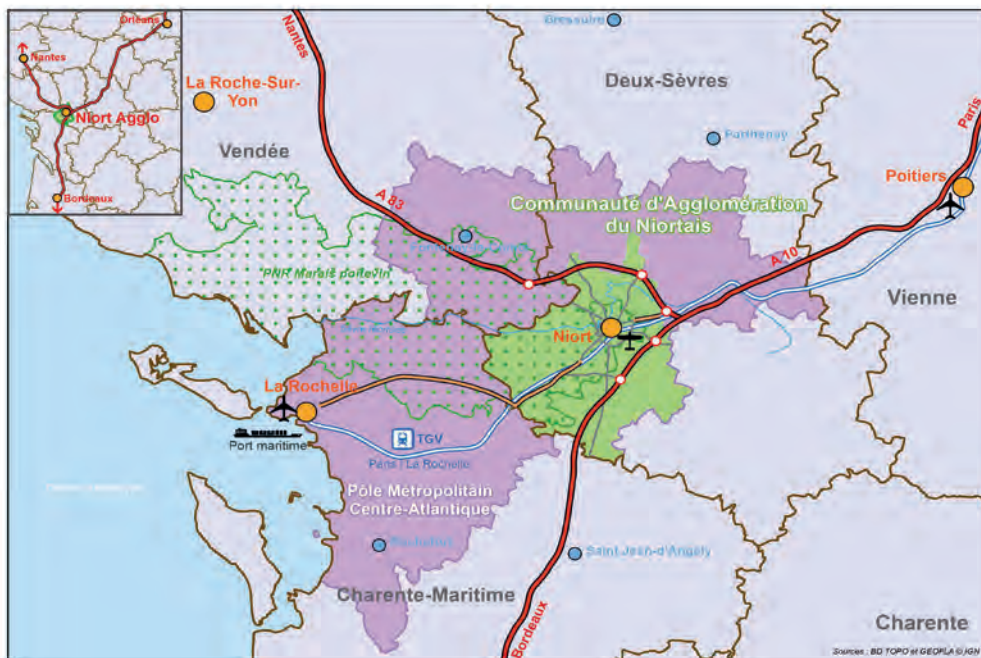 Orléans
Nantes
Niort Agglo
Bordeaux
Bressuire
Nantes
Deux-Sèvres
La Roche-Sur-
Yon
Parthenay
Paris
Vendée
Poitiers
A 83
Communauté d'Agglomération
du Niortais
A 10
PNR Marais poitevin
Vienne
Niort
La Rochelle
Port maritime
TGV
Paris / La Rochelle
Pôle Métropolitain
Centre-Atlantique
Rochefort
Saint-Jean-d'Angély
Charente-Maritime
Bordeaux
Charente
Sources : BD TOPO et GEOFLA © IGN